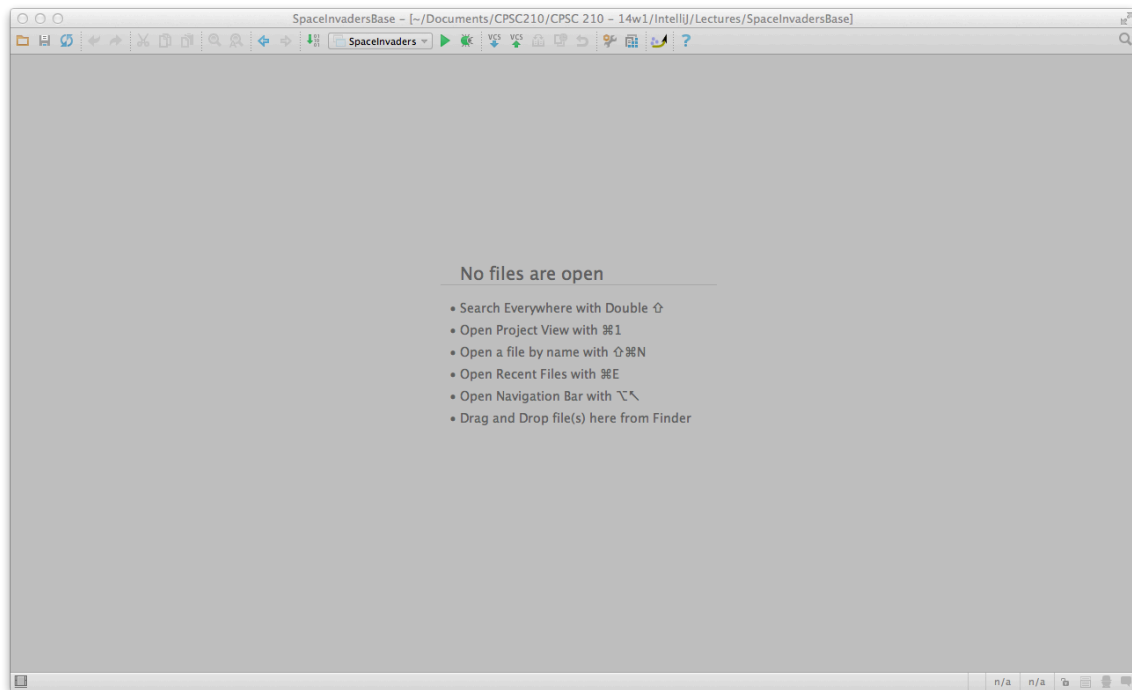 SpaceInvadersBase – [~/Documents/CPSC210/CPSC 210 – 14w1/IntelliJ/Lectures/SpaceInvadersBase]
SpaceInvaders VCS VCS ?
No files are open
• Search Everywhere with Double ⇧
• Open Project View with ⌘1
• Open a file by name with ⇧⌘N
• Open Recent Files with ⌘E
• Open Navigation Bar with ⌥↖
• Drag and Drop file(s) here from Finder
n/a n/a